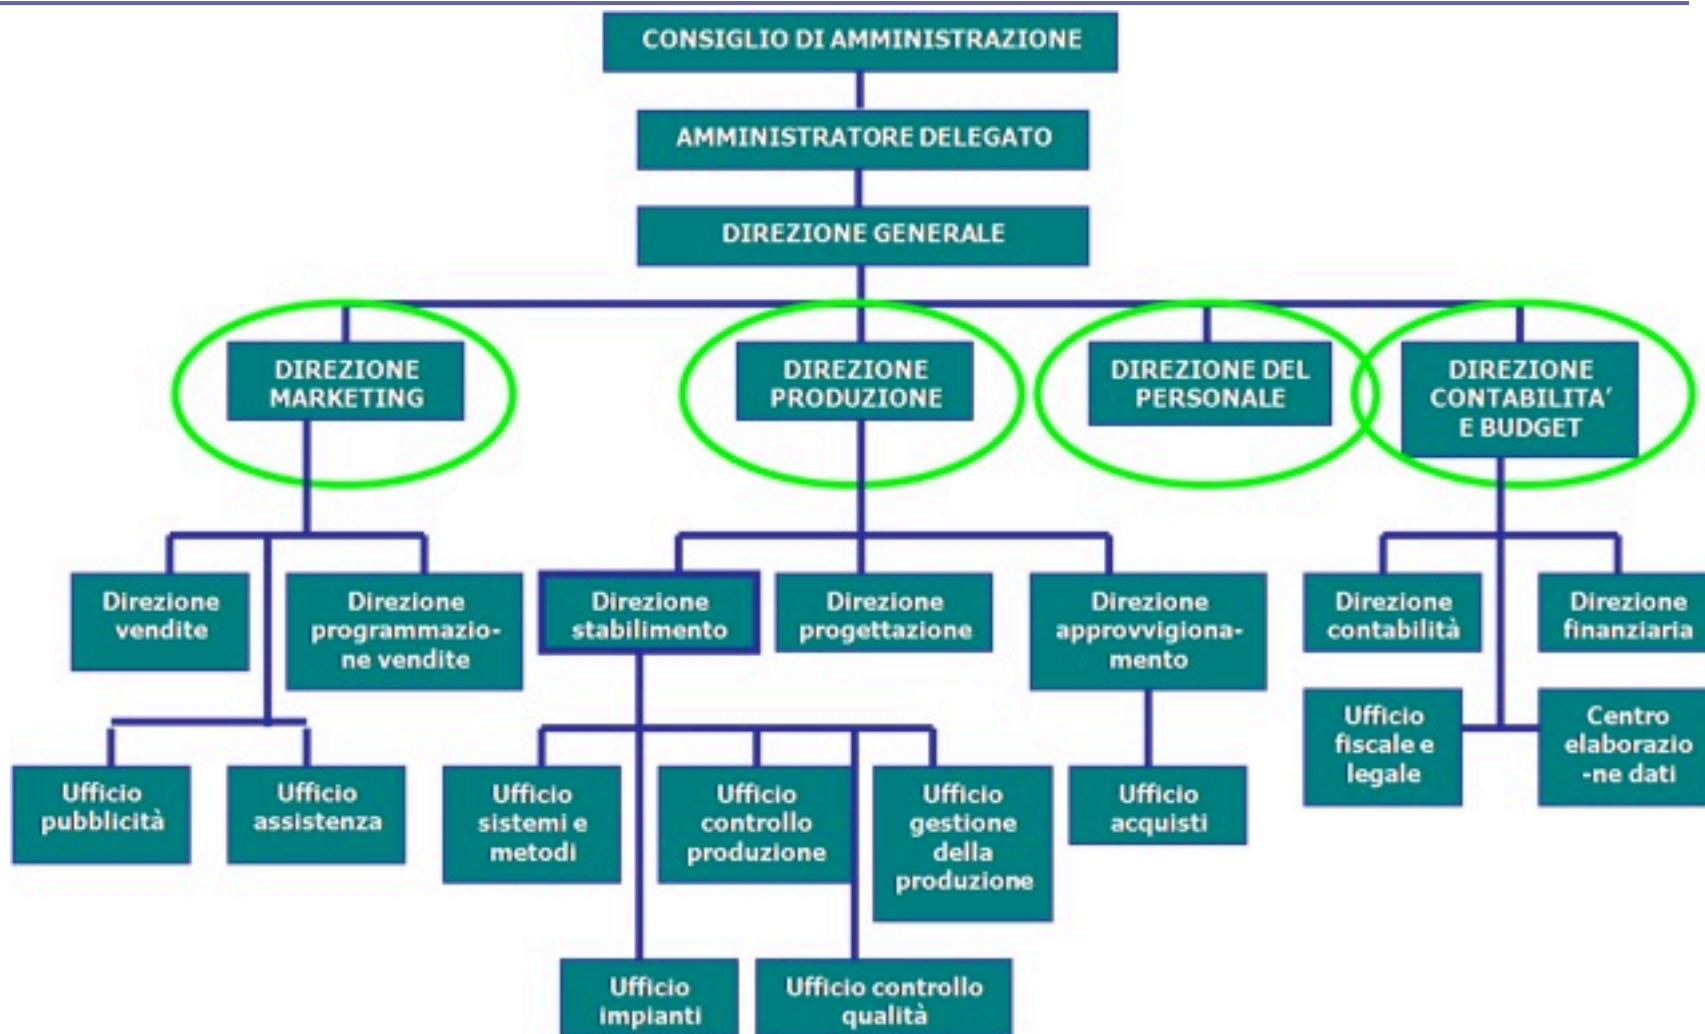 CONSIGLIO DI AMMINISTRAZIONE
AMMINISTRATORE DELEGATO
DIREZIONE GENERALE
DIREZIONE
MARKETING
DIREZIONE
PRODUZIONE
DIREZIONE DEL
PERSONALE
DIREZIONE
CONTABILITA’
E BUDGET
Direzione
vendite
Direzione
programmazio-
ne vendite
Direzione
stabilimento
Direzione
progettazione
Direzione
approvvigiona-
mento
Direzione
contabilità
Direzione
finanziaria
Ufficio
fiscale e
legale
Centro
elaborazio
-ne dati
Ufficio
pubblicità
Ufficio
assistenza
Ufficio
sistemi e
metodi
Ufficio
controllo
produzione
Ufficio
gestione
della
produzione
Ufficio
acquisti
Ufficio
impianti
Ufficio controllo
qualità